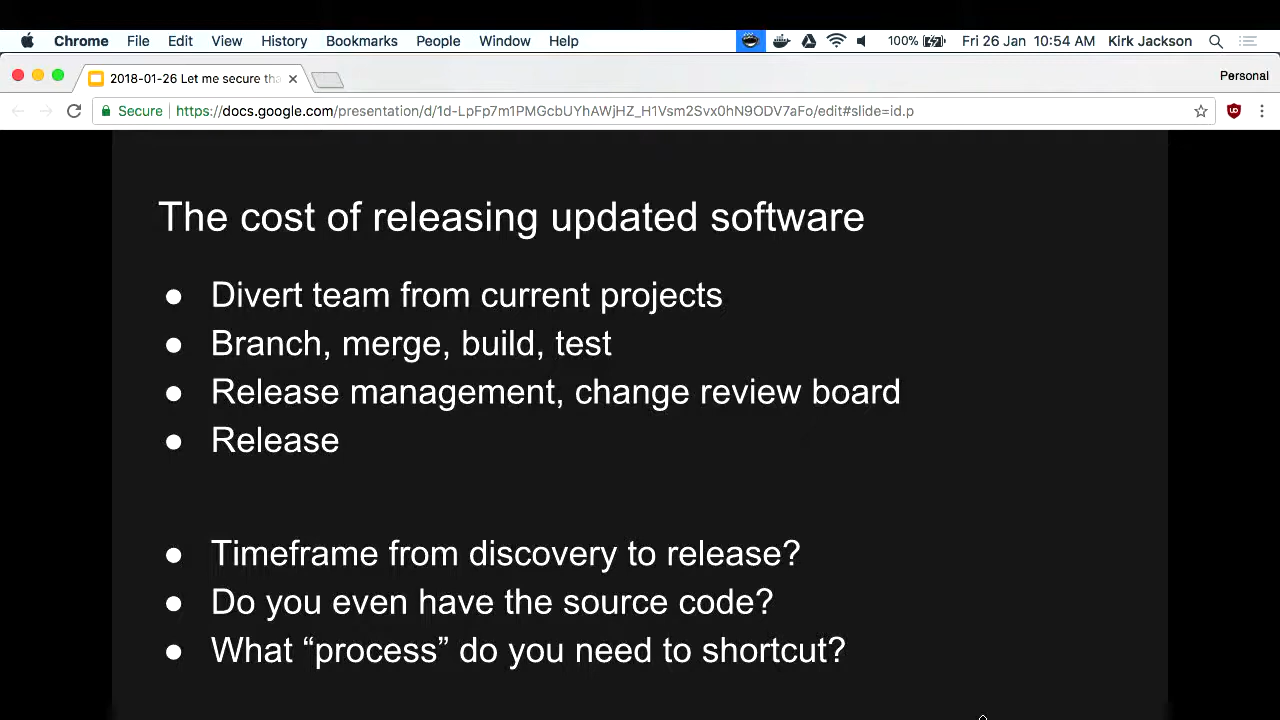 Chrome File Edit View History Bookmarks People Window Help 100% Fri 26 Jan 10:54 AM Kirk Jackson
2018-01-26 Let me secure tha Personal
Secure https://docs.google.com/presentation/d/1d-LpFp7m1PMGcbUYhAWjHZ_H1Vsm2Svx0hN9ODV7aFo/edit#slide=id.p
The cost of releasing updated software
● Divert team from current projects
● Branch, merge, build, test
● Release management, change review board
● Release
● Timeframe from discovery to release?
● Do you even have the source code?
● What “process” do you need to shortcut?